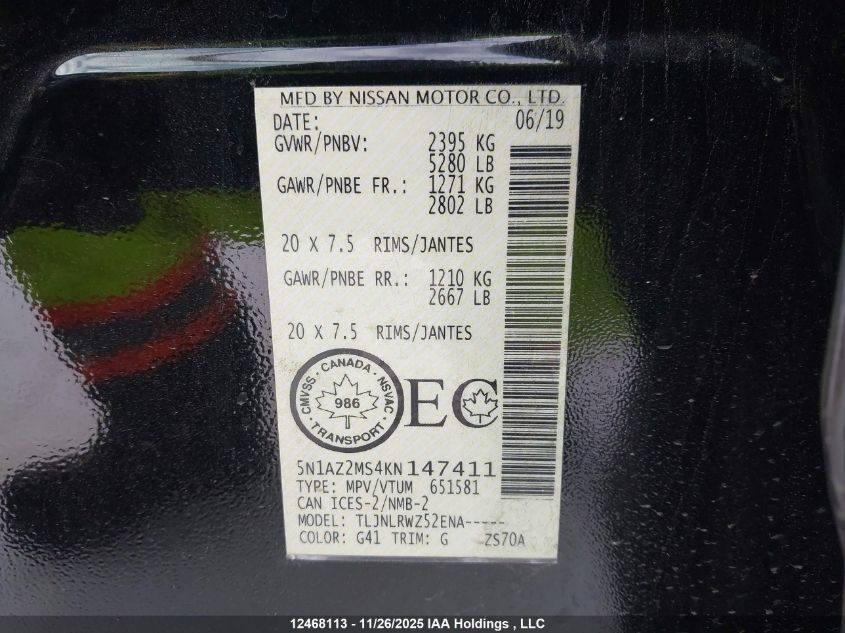 MFD BY NISSAN MOTOR CO., LTD.
DATE: 06/19
GVWR/PNBV: 2395 KG
5280 LB
GAWR/PNBE FR.: 1271 KG
2802 LB
20 X 7.5 RIMS/JANTES
GAWR/PNBE RR.: 1210 KG
2667 LB
20 X 7.5 RIMS/JANTES
CMVSS · CANADA · NSVAC
986
· TRANSPORT ·
EC
5N1AZ2MS4KN147411
TYPE: MPV/VTUM 651581
CAN ICES-2/NMB-2
MODEL: TLJNLRWZ52ENA-----
COLOR: G41 TRIM: G ZS70A
12468113 - 11/26/2025 IAA Holdings , LLC